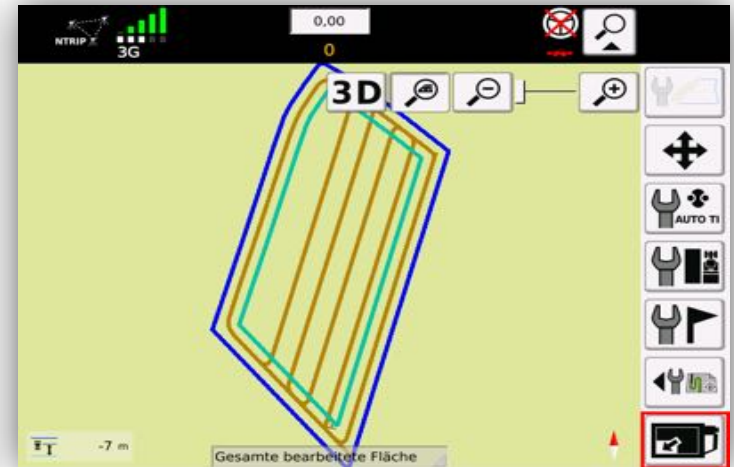 0,00
NTRIP
3G
0
3D
AUTO TI
-7 m
Gesamte bearbeitete Fläche